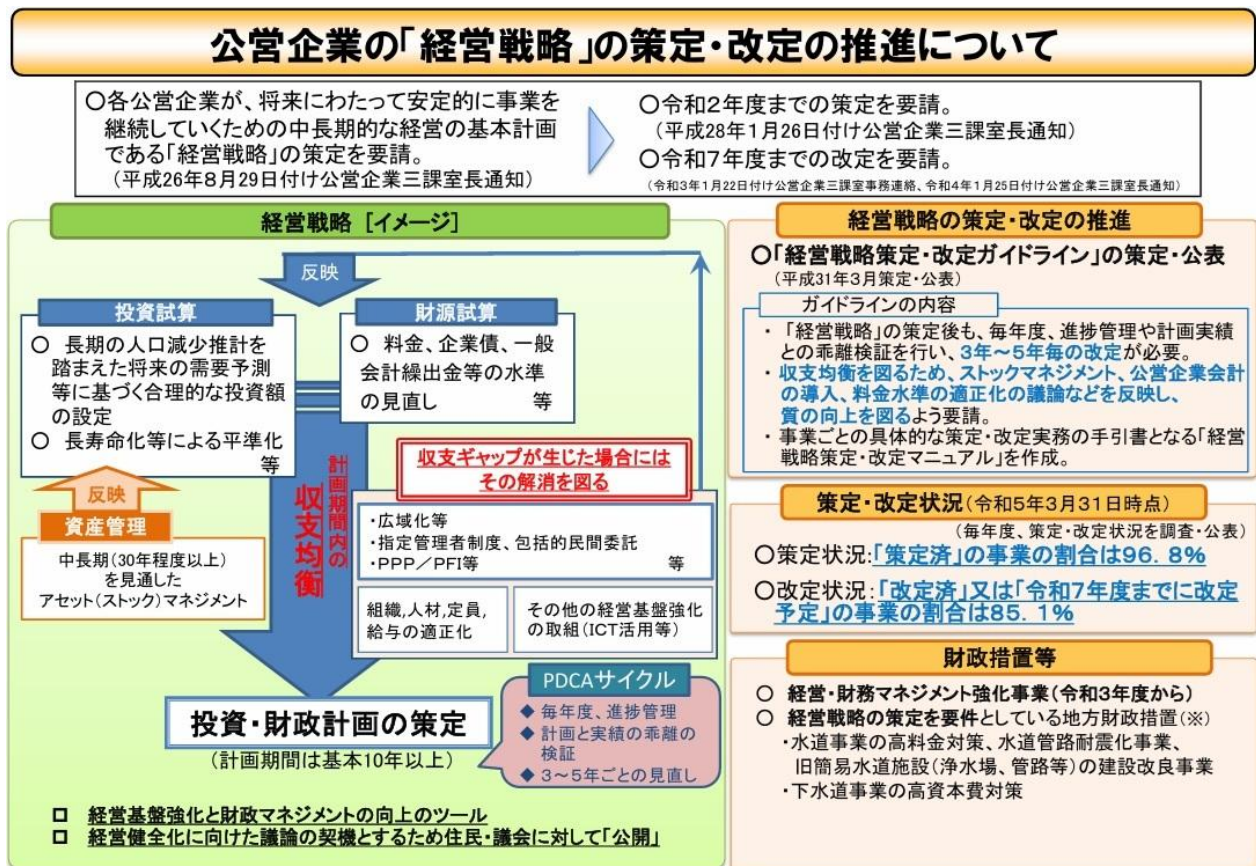 公営企業の「経営戦略」の策定・改定の推進について
〇各公営企業が、将来にわたって安定的に事業を
継続していくための中長期的な経営の基本計画
である「経営戦略」の策定を要請。
(平成26年8月29日付け公営企業三課室長通知)
〇令和2年度までの策定を要請。
(平成28年1月26日付け公営企業三課室長通知)
〇令和7年度までの改定を要請。
(令和3年1月22日付け公営企業三課室事務連絡、令和4年1月25日付け公営企業三課室長通知)
経営戦略 [イメージ]
反映
投資試算
〇 長期の人口減少推計を
踏まえた将来の需要予測
等に基づく合理的な投資額
の設定
〇 長寿命化等による平準化
等
財源試算
〇 料金、企業債、一般
会計繰出金等の水準
の見直し 等
反映
資産管理
中長期(30年程度以上)
を見通した
アセット(ストック)マネジメント
計画期間内の
収支均衡
収支ギャップが生じた場合には
その解消を図る
・広域化等
・指定管理者制度、包括的民間委託
・PPP/PFI等 等
組織,人材,定員,
給与の適正化
その他の経営基盤強化
の取組(ICT活用等)
投資・財政計画の策定
(計画期間は基本10年以上)
PDCAサイクル
◆ 毎年度、進捗管理
◆ 計画と実績の乖離の
検証
◆ 3~5年ごとの見直し
□ 経営基盤強化と財政マネジメントの向上のツール
□ 経営健全化に向けた議論の契機とするため住民・議会に対して「公開」
経営戦略の策定・改定の推進
〇「経営戦略策定・改定ガイドライン」の策定・公表
(平成31年3月策定・公表)
ガイドラインの内容
・ 「経営戦略」の策定後も、毎年度、進捗管理や計画実績
との乖離検証を行い、3年~5年毎の改定が必要。
・ 収支均衡を図るため、ストックマネジメント、公営企業会計
の導入、料金水準の適正化の議論などを反映し、
質の向上を図るよう要請。
・ 事業ごとの具体的な策定・改定実務の手引書となる「経営
戦略策定・改定マニュアル」を作成。
策定・改定状況(令和5年3月31日時点)
(毎年度、策定・改定状況を調査・公表)
〇策定状況:「策定済」の事業の割合は96.8%
〇改定状況:「改定済」又は「令和7年度までに改定
予定」の事業の割合は85.1%
財政措置等
〇 経営・財務マネジメント強化事業(令和3年度から)
〇 経営戦略の策定を要件としている地方財政措置(※)
・水道事業の高料金対策、水道管路耐震化事業、
旧簡易水道施設(浄水場、管路等)の建設改良事業
・下水道事業の高資本費対策